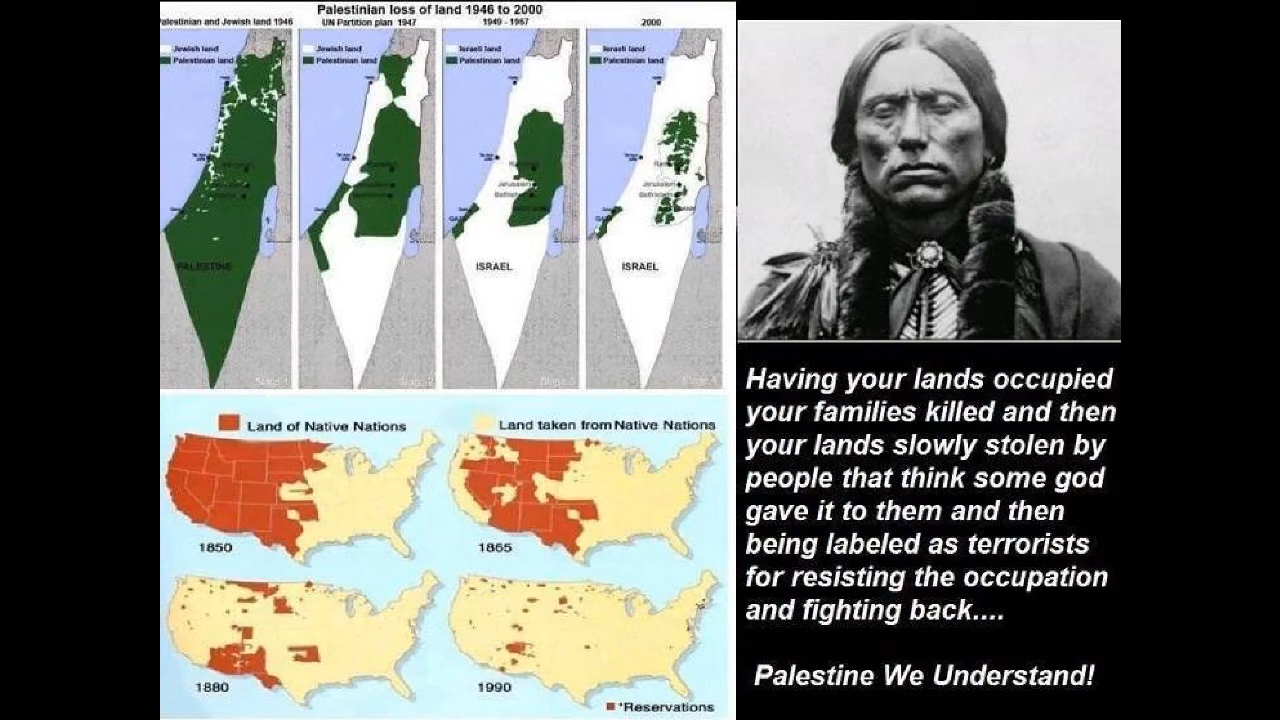 Palestinian loss of land 1946 to 2000
Palestinian and Jewish land 1946
UN Partition plan 1947
1949 - 1967
2000
Jewish land
Palestinian land
Jewish land
Palestinian land
Israeli land
Palestinian land
Israeli land
Palestinian land
Jerusalem
Jerusalem
PALESTINE
ISRAEL
ISRAEL
Land of Native Nations
Land taken from Native Nations
1850
1865
1880
1990
*Reservations
Having your lands occupied
your families killed and then
your lands slowly stolen by
people that think some god
gave it to them and then
being labeled as terrorists
for resisting the occupation
and fighting back....
Palestine We Understand!